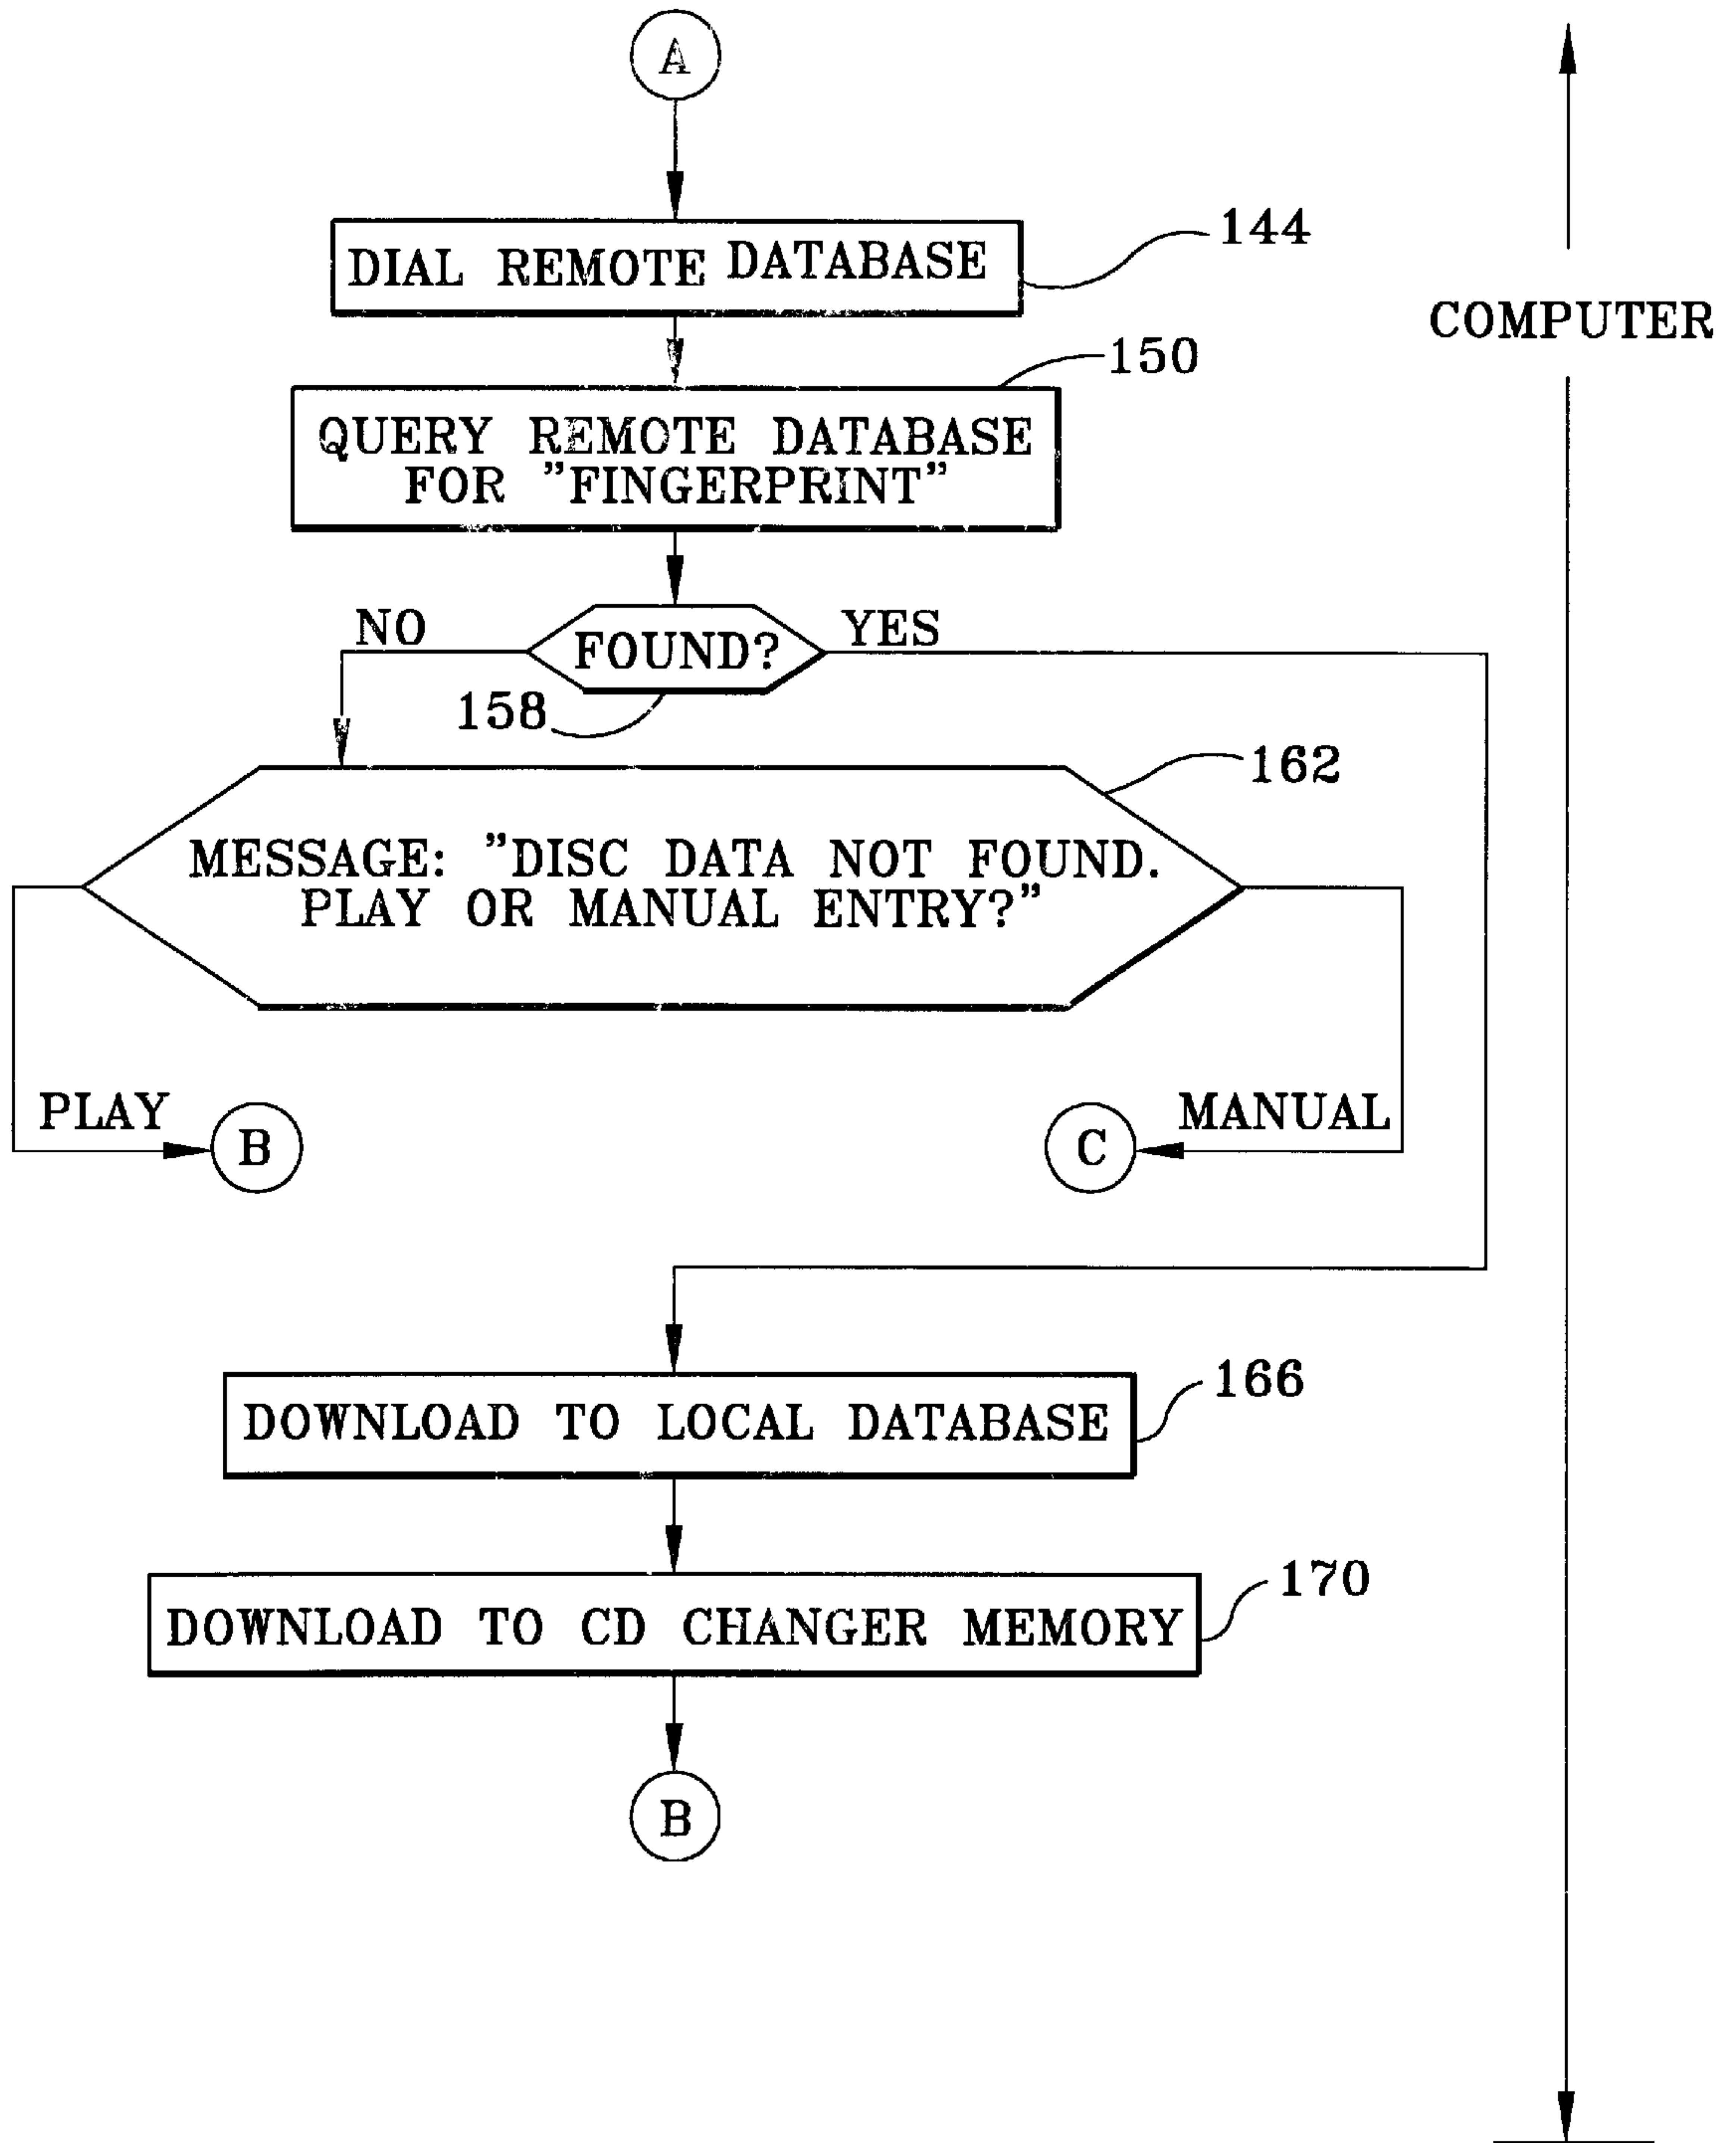 A
DIAL REMOTE DATABASE
144
COMPUTER
150
QUERY REMOTE DATABASE
FOR "FINGERPRINT"
NO
FOUND?
YES
158
162
MESSAGE: "DISC DATA NOT FOUND.
PLAY OR MANUAL ENTRY?"
PLAY
B
C
MANUAL
166
DOWNLOAD TO LOCAL DATABASE
170
DOWNLOAD TO CD CHANGER MEMORY
B